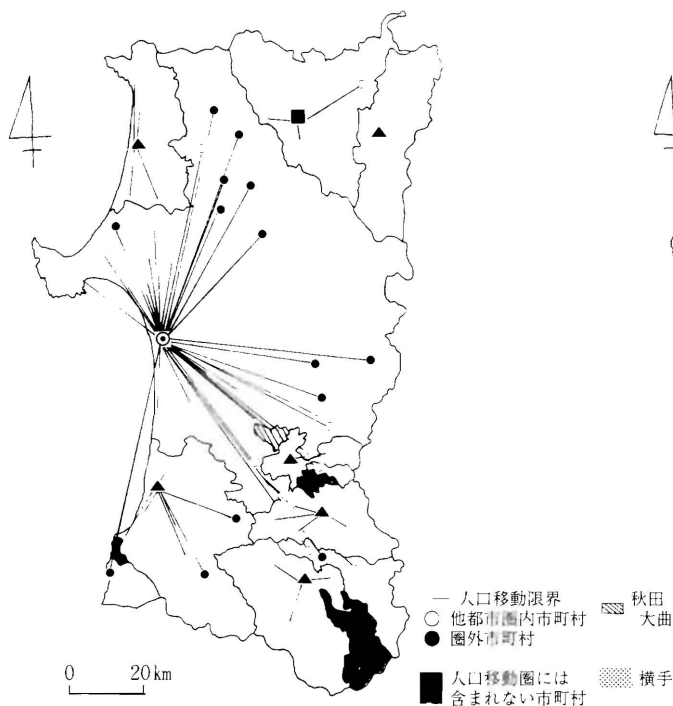 人口移動限界
他都市圏内市町村
圏外市町村
人口移動圏には
含まれない市町村
秋田
大曲
横手
0 20km